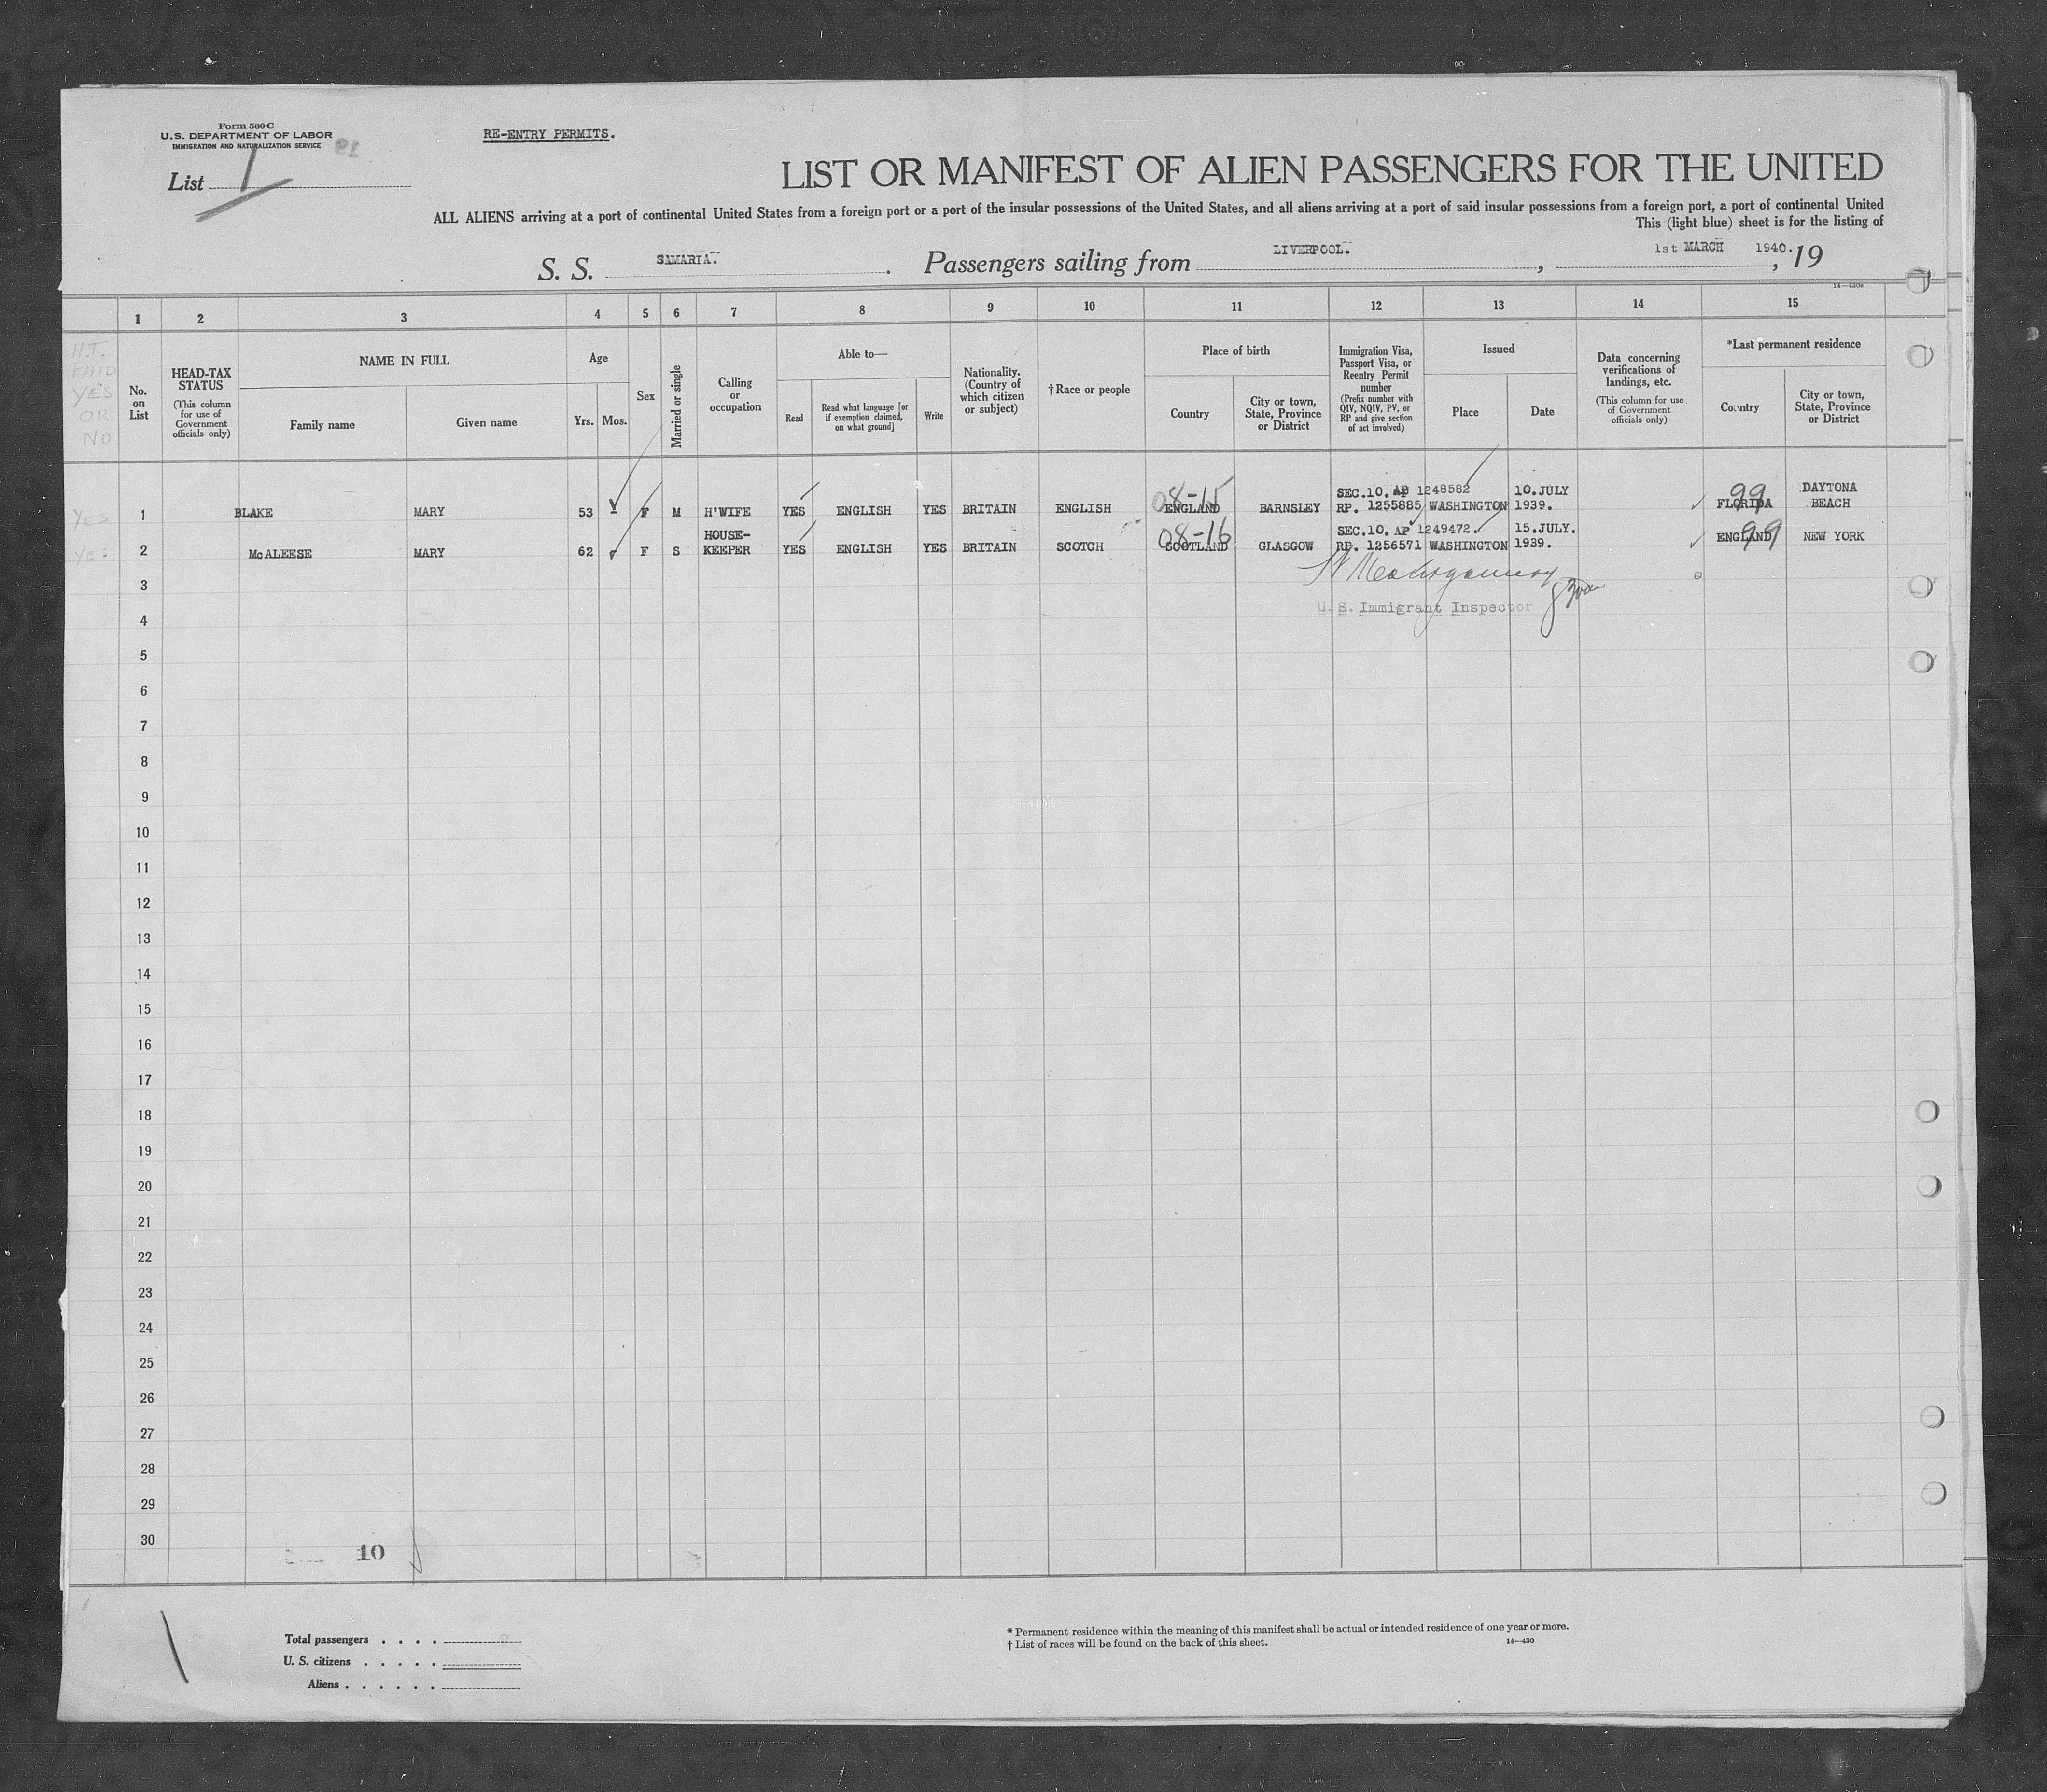 Form 500 C
U.S. DEPARTMENT OF LABOR
IMMIGRATION AND NATURALIZATION SERVICE
RE-ENTRY PERMITS.
List 1
LIST OR MANIFEST OF ALIEN PASSENGERS FOR THE UNITED
ALL ALIENS arriving at a port of continental United States from a foreign port or a port of the insular possessions of the United States, and all aliens arriving at a port of said insular possessions from a foreign port, a port of continental United
This (light blue) sheet is for the listing of
S. S. SAMARIA. Passengers sailing from LIVERPOOL. , 1st MARCH 1940. , 19
1 2 3 4 5 6 7 8 9 10 11 12 13 14 15
H.T.
PAID
YES
OR
NO
No.
on
List
HEAD-TAX
STATUS
(This column
for use of
Government
officials only)
NAME IN FULL
Family name
Given name
Age
Yrs.
Mos.
Sex
Married or single
Calling
or
occupation
Able to—
Read
Read what language [or
if exemption claimed,
on what ground]
Write
Nationality.
(Country of
which citizen
or subject)
† Race or people
Place of birth
Country
City or town,
State, Province
or District
Immigration Visa,
Passport Visa, or
Reentry Permit
number
(Prefix number with
QIV, NQIV, PV, or
RP and give section
of act involved)
Issued
Place
Date
Data concerning
verifications of
landings, etc.
(This column for use
of Government
officials only)
*Last permanent residence
Country
City or town,
State, Province
or District
08-15 SEC.10. AP 1248582 10.JULY 99 DAYTONA
YES 1 BLAKE MARY 53 F M H'WIFE YES ENGLISH YES BRITAIN ENGLISH ENGLAND BARNSLEY RP. 1255885 WASHINGTON 1939. FLORIDA BEACH
HOUSE- 08-16 SEC.10. AP 1249472. 15.JULY. 99
YES 2 McALEESE MARY 62 F S KEEPER YES ENGLISH YES BRITAIN SCOTCH SCOTLAND GLASGOW RP. 1256571 WASHINGTON 1939. ENGLAND NEW YORK
3
Montgomery
U. S. Immigrant Inspector
4
5
6
7
8
9
10
11
12
13
14
15
16
17
18
19
20
21
22
23
24
25
26
27
28
29
30
10
Total passengers . . . .
U. S. citizens . . . . .
Aliens . . . . . .
* Permanent residence within the meaning of this manifest shall be actual or intended residence of one year or more.
† List of races will be found on the back of this sheet.
14—430